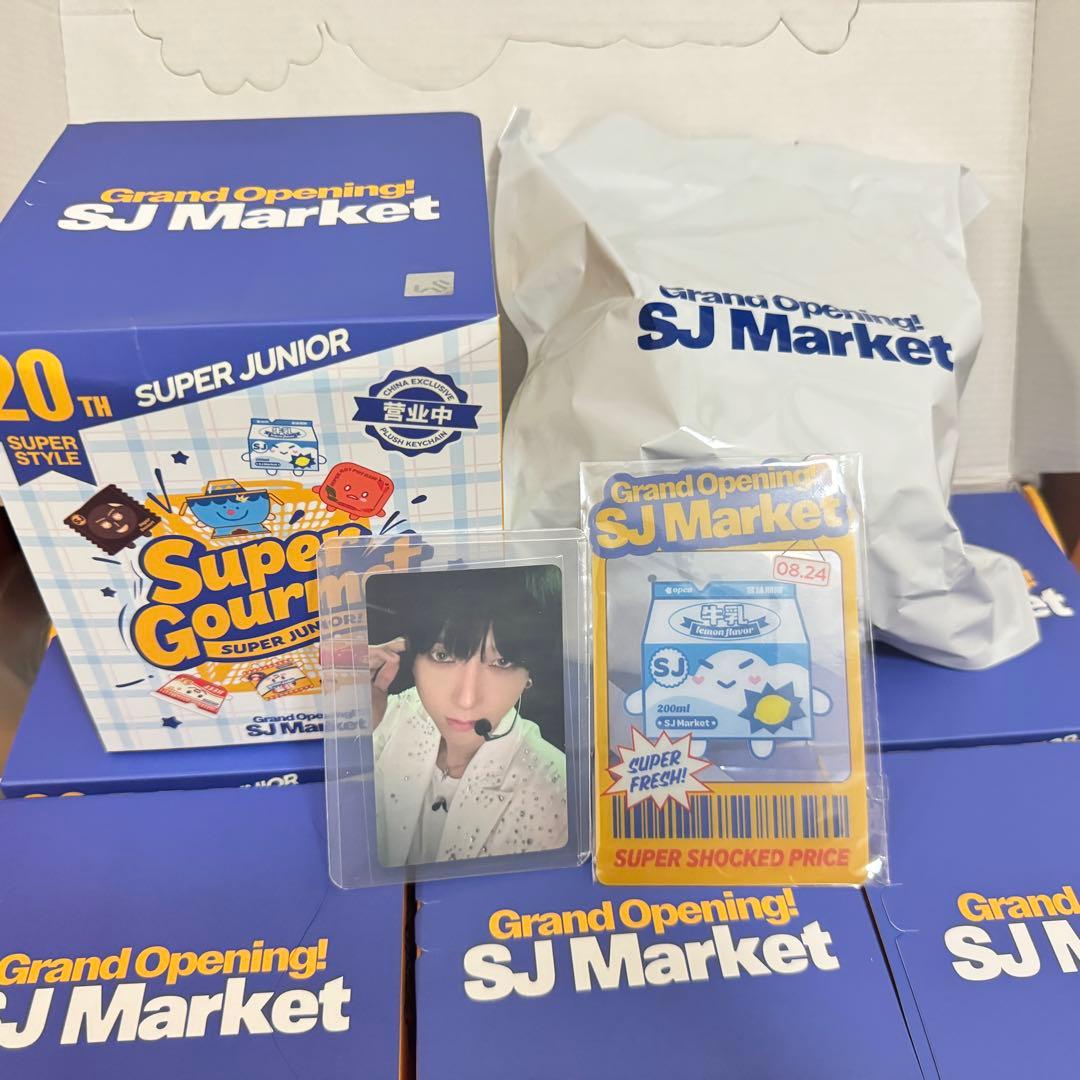 Grand Opening!
SJ Market
20TH
SUPER
STYLE
SUPER JUNIOR
CHINA EXCLUSIVE
营业中
PLUSH KEYCHAIN
SJ
Super
Gourmet
SUPER JUNIOR!
Grand Opening!
SJ Market
Grand Opening!
SJ Market
Grand Opening!
SJ Market
08.24
open
牛乳
lemon flavor
SJ
200ml
• SJ Market •
SUPER
FRESH!
SUPER SHOCKED PRICE
Grand Opening!
SJ Market
Grand Opening!
SJ Market
Grand
SJ M